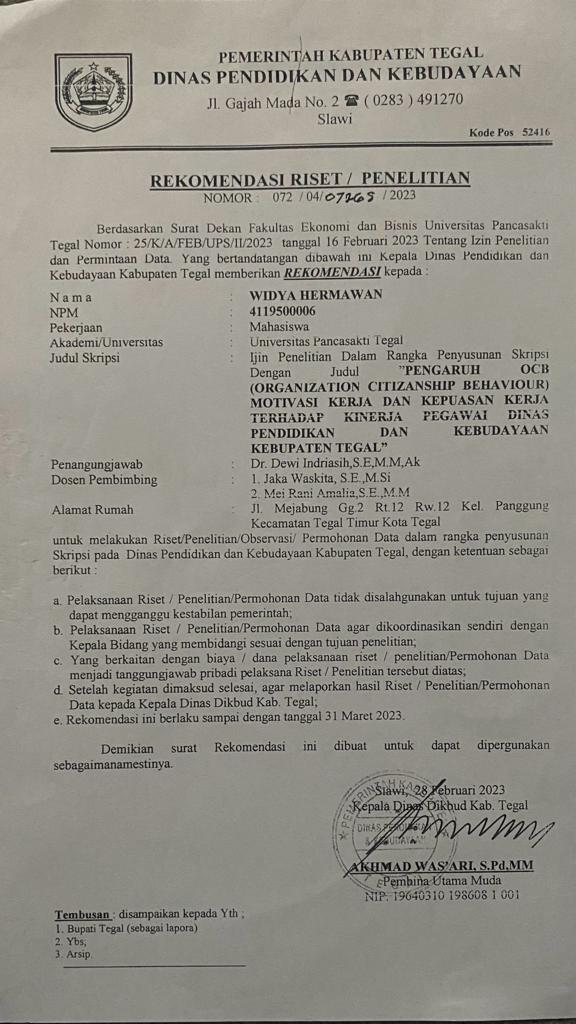 PEMERINTAH KABUPATEN TEGAL
DINAS PENDIDIKAN DAN KEBUDAYAAN
Jl. Gajah Mada No. 2 ☎ ( 0283 ) 491270
Slawi
Kode Pos 52416
REKOMENDASI RISET / PENELITIAN
NOMOR : 072 / 04/ 07265 / 2023
Berdasarkan Surat Dekan Fakultas Ekonomi dan Bisnis Universitas Pancasakti
Tegal Nomor : 25/K/A/FEB/UPS/II/2023 tanggal 16 Februari 2023 Tentang Izin Penelitian
dan Permintaan Data. Yang bertandatangan dibawah ini Kepala Dinas Pendidikan dan
Kebudayaan Kabupaten Tegal memberikan REKOMENDASI kepada :
N a m a : WIDYA HERMAWAN
NPM : 4119500006
Pekerjaan : Mahasiswa
Akademi/Universitas : Universitas Pancasakti Tegal
Judul Skripsi : Ijin Penelitian Dalam Rangka Penyusunan Skripsi
Dengan Judul "PENGARUH OCB
(ORGANIZATION CITIZANSHIP BEHAVIOUR)
MOTIVASI KERJA DAN KEPUASAN KERJA
TERHADAP KINERJA PEGAWAI DINAS
PENDIDIKAN DAN KEBUDAYAAN
KEBUPATEN TEGAL"
Penangungjawab : Dr. Dewi Indriasih,S.E,M.M,Ak
Dosen Pembimbing : 1. Jaka Waskita, S.E.,M.Si
2. Mei Rani Amalia,S.E.,M.M
Alamat Rumah : Jl. Mejabung Gg.2 Rt.12 Rw.12 Kel. Panggung
Kecamatan Tegal Timur Kota Tegal
untuk melakukan Riset/Penelitian/Observasi/ Permohonan Data dalam rangka penyusunan
Skripsi pada Dinas Pendidikan dan Kebudayaan Kabupaten Tegal, dengan ketentuan sebagai
berikut :
a. Pelaksanaan Riset / Penelitian/Permohonan Data tidak disalahgunakan untuk tujuan yang
dapat mengganggu kestabilan pemerintah;
b. Pelaksanaan Riset / Penelitian/Permohonan Data agar dikoordinasikan sendiri dengan
Kepala Bidang yang membidangi sesuai dengan tujuan penelitian;
c. Yang berkaitan dengan biaya / dana pelaksanaan riset / penelitian/Permohonan Data
menjadi tanggungjawab pribadi pelaksana Riset / Penelitian tersebut diatas;
d. Setelah kegiatan dimaksud selesai, agar melaporkan hasil Riset / Penelitian/Permohonan
Data kepada Kepala Dinas Dikbud Kab. Tegal;
e. Rekomendasi ini berlaku sampai dengan tanggal 31 Maret 2023.
Demikian surat Rekomendasi ini dibuat untuk dapat dipergunakan
sebagaimanamestinya.
Slawi, 28 Februari 2023
Kepala Dinas Dikbud Kab. Tegal
AKHMAD WAS'ARI, S.Pd,MM
Pembina Utama Muda
NIP. 19640310 198608 1 001
Tembusan : disampaikan kepada Yth ;
1. Bupati Tegal (sebagai lapora)
2. Ybs;
3. Arsip.